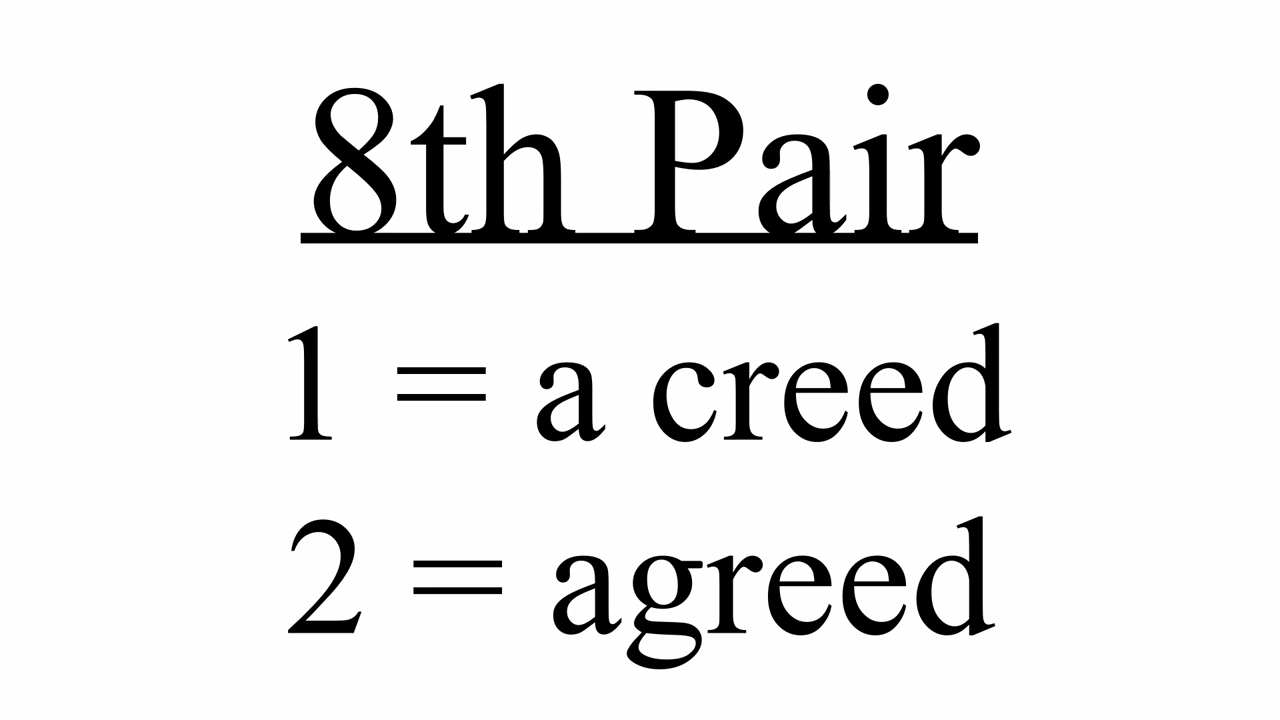 8th Pair
1 = a creed
2 = agreed